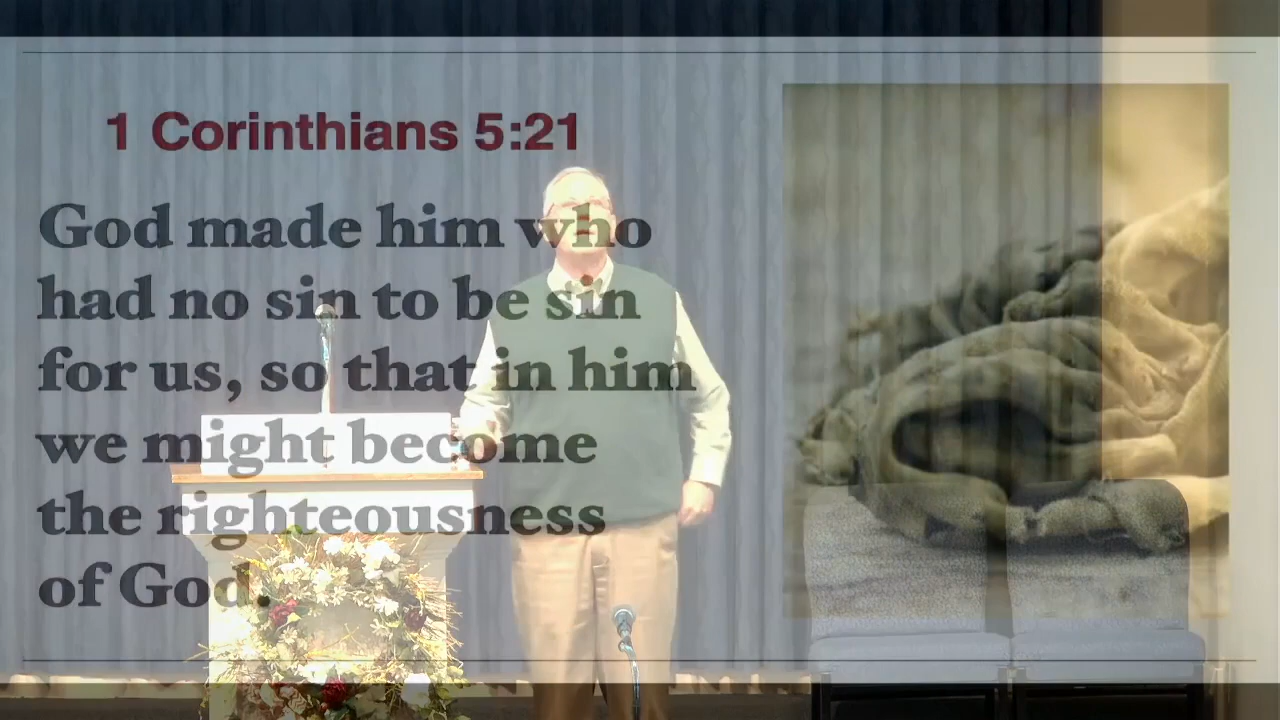 1 Corinthians 5:21
God made him who
had no sin to be sin
for us, so that in him
we might become
the righteousness
of God.